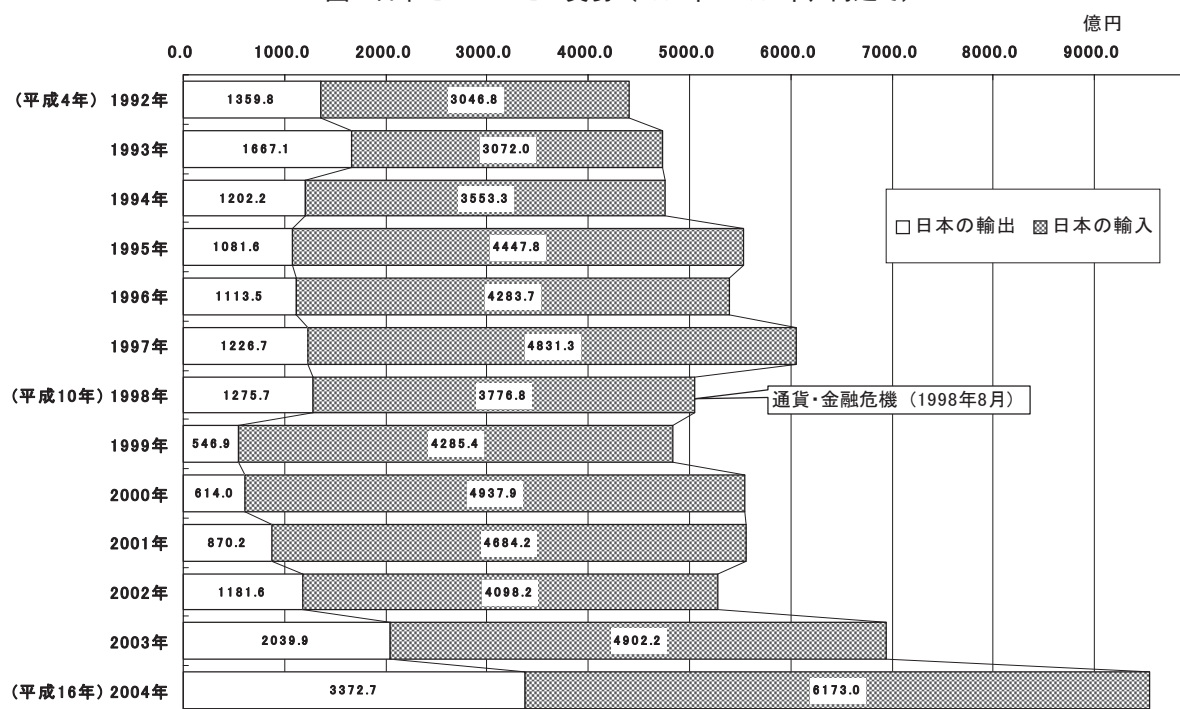 億円
0.0 1000.0 2000.0 3000.0 4000.0 5000.0 6000.0 7000.0 8000.0 9000.0
(平成4年) 1992年 1359.8 3046.8
1993年 1667.1 3072.0
1994年 1202.2 3553.3
□日本の輸出 ▩日本の輸入
1995年 1081.6 4447.8
1996年 1113.5 4283.7
1997年 1226.7 4831.3
(平成10年) 1998年 1275.7 3776.8 通貨・金融危機（1998年8月）
1999年 546.9 4285.4
2000年 614.0 4937.9
2001年 870.2 4684.2
2002年 1181.6 4098.2
2003年 2039.9 4902.2
(平成16年) 2004年 3372.7 6173.0